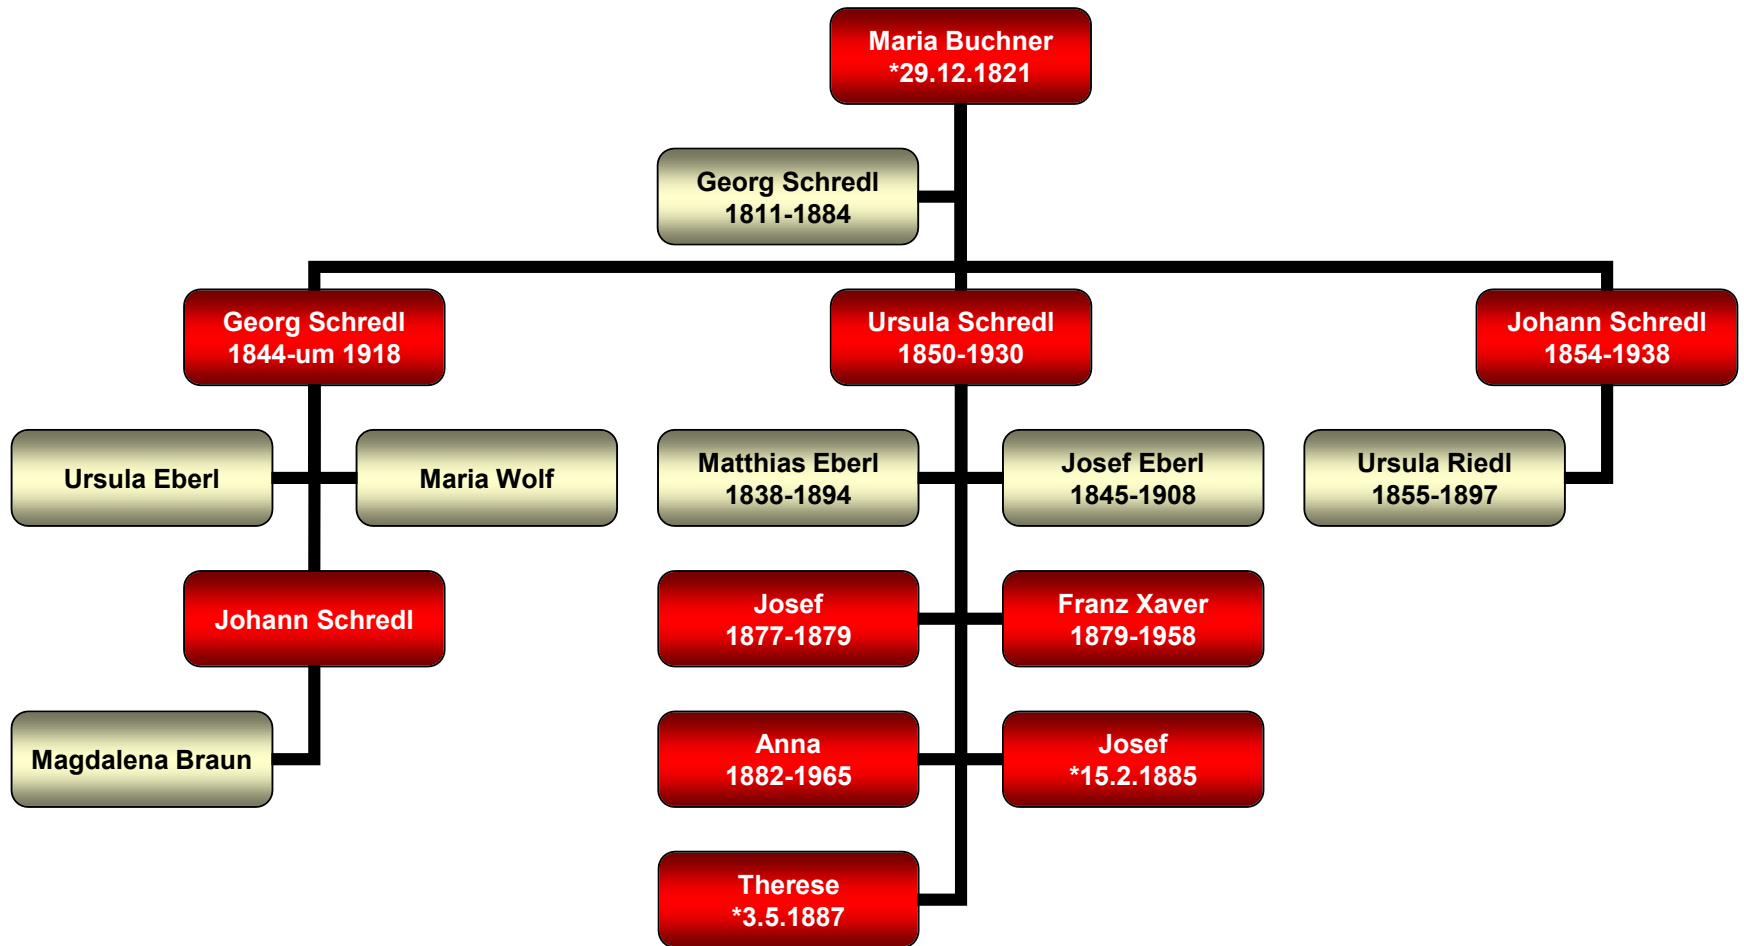 Maria Buchner
*29.12.1821
Georg Schredl
1811-1884
Georg Schredl
1844-um 1918
Ursula Schredl
1850-1930
Johann Schredl
1854-1938
Ursula Eberl
Maria Wolf
Matthias Eberl
1838-1894
Josef Eberl
1845-1908
Ursula Riedl
1855-1897
Johann Schredl
Josef
1877-1879
Franz Xaver
1879-1958
Magdalena Braun
Anna
1882-1965
Josef
*15.2.1885
Therese
*3.5.1887